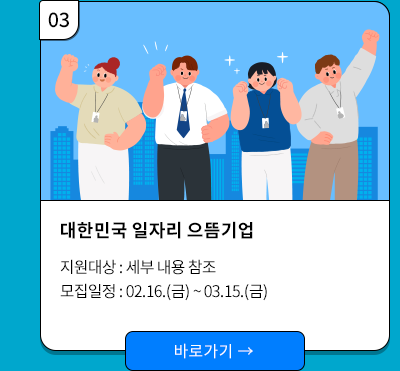 03
대한민국 일자리 으뜸기업
지원대상 : 세부 내용 참조
모집일정 : 02.16.(금) ~ 03.15.(금)
바로가기 →